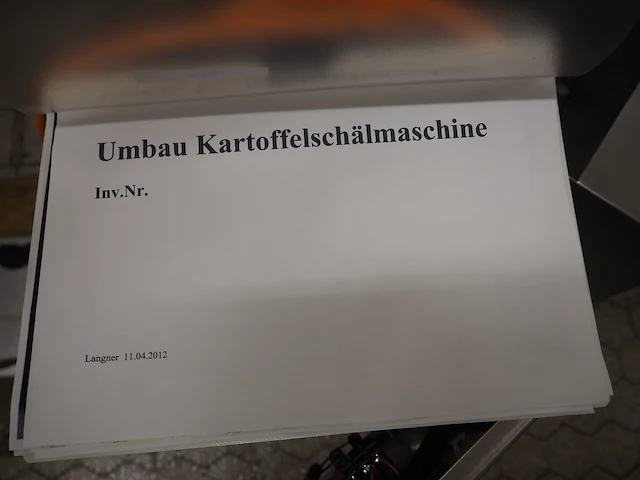 Umbau Kartoffelschälmaschine
Inv.Nr.
Langner 11.04.2012